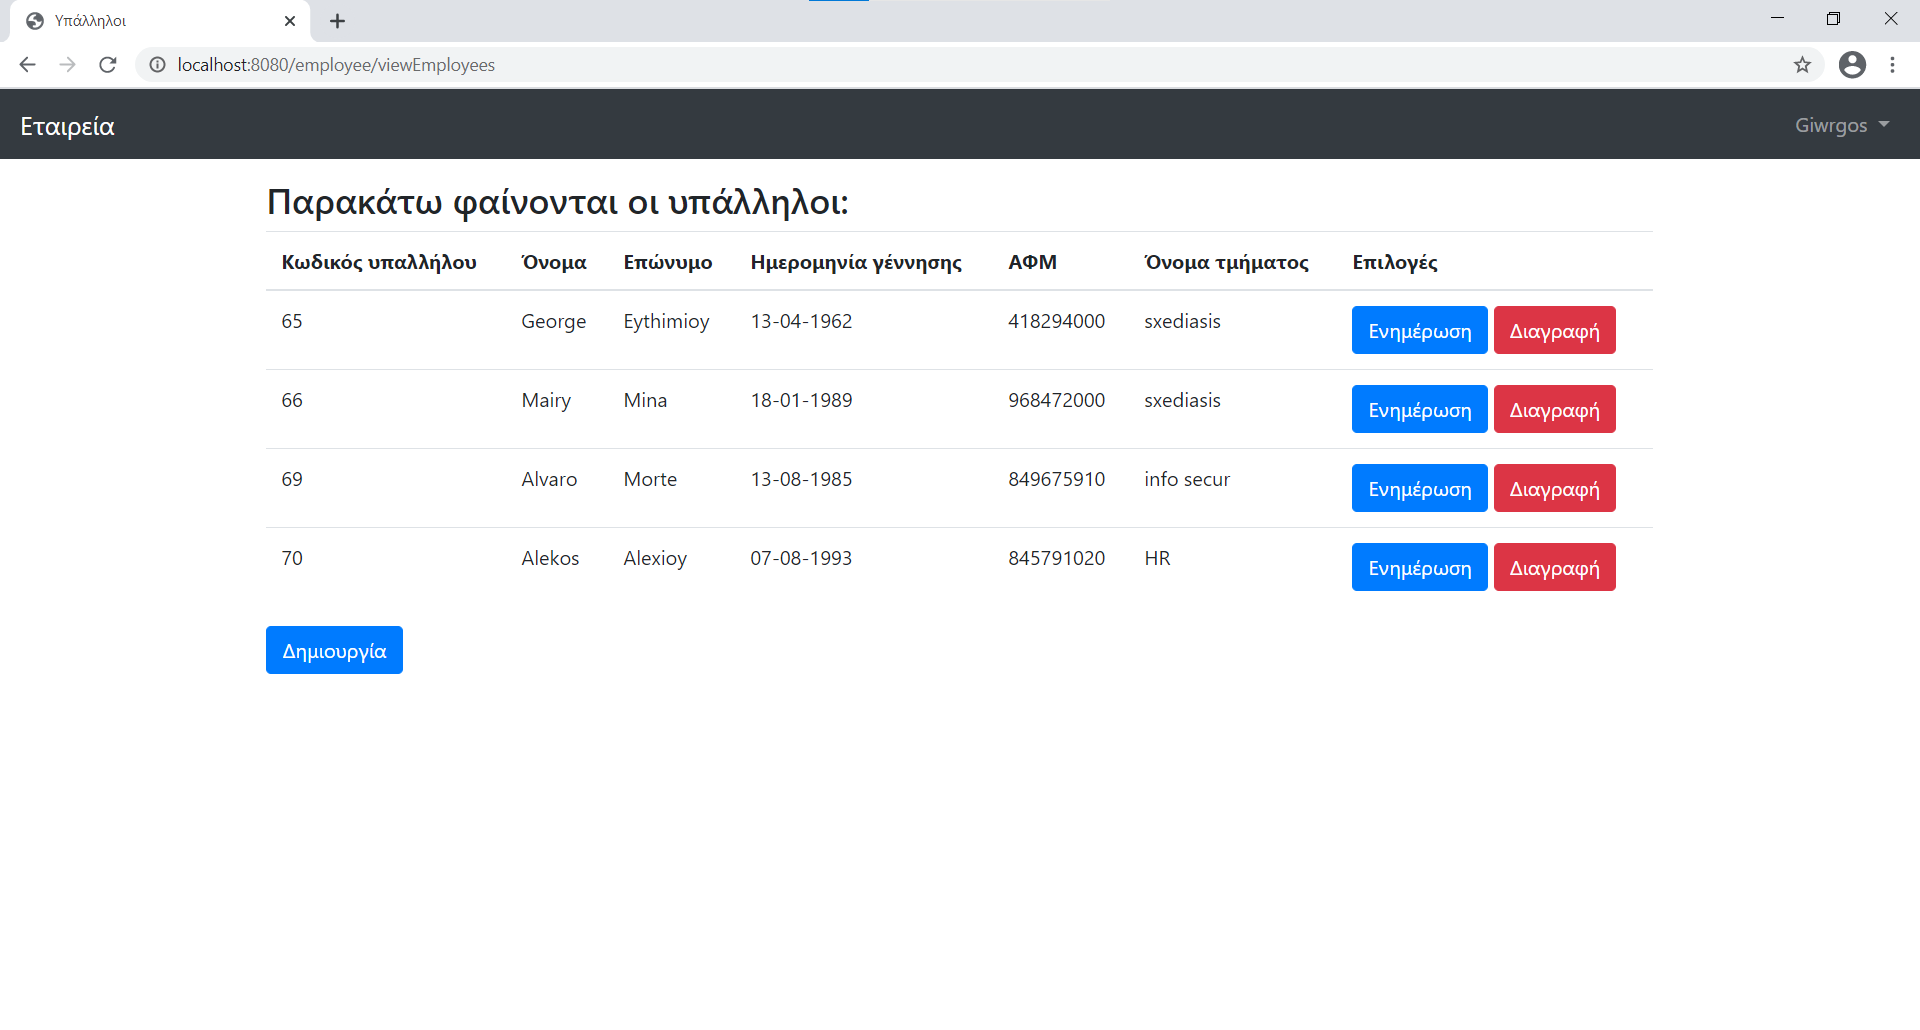 Υπάλληλοι
localhost:8080/employee/viewEmployees
Εταιρεία
Giwrgos
Παρακάτω φαίνονται οι υπάλληλοι:
Κωδικός υπαλλήλου Όνομα Επώνυμο Ημερομηνία γέννησης ΑΦΜ Όνομα τμήματος Επιλογές
65 George Eythimioy 13-04-1962 418294000 sxediasis Ενημέρωση Διαγραφή
66 Mairy Mina 18-01-1989 968472000 sxediasis Ενημέρωση Διαγραφή
69 Alvaro Morte 13-08-1985 849675910 info secur Ενημέρωση Διαγραφή
70 Alekos Alexioy 07-08-1993 845791020 HR Ενημέρωση Διαγραφή
Δημιουργία